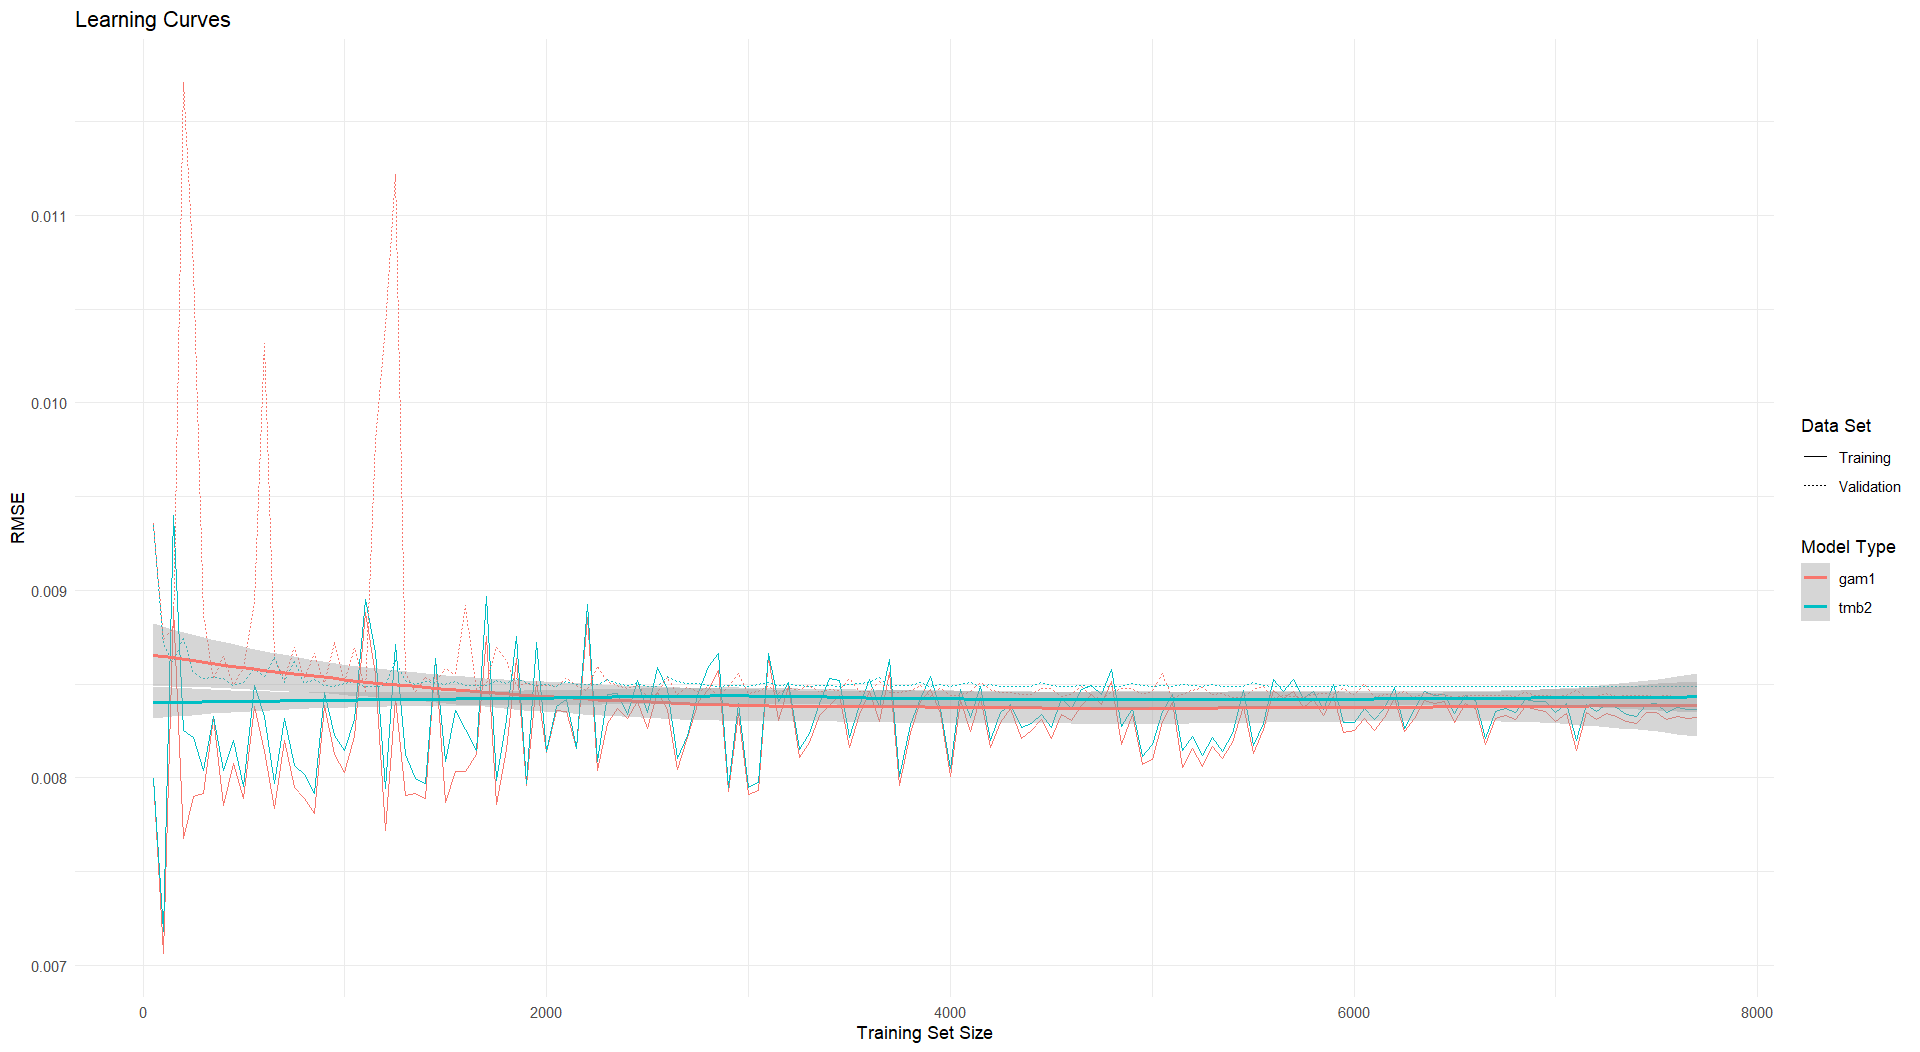 Learning Curves
0.011
0.010
0.009
0.008
0.007
RMSE
0
2000
4000
6000
8000
Training Set Size
Data Set
Training
Validation
Model Type
gam1
tmb2